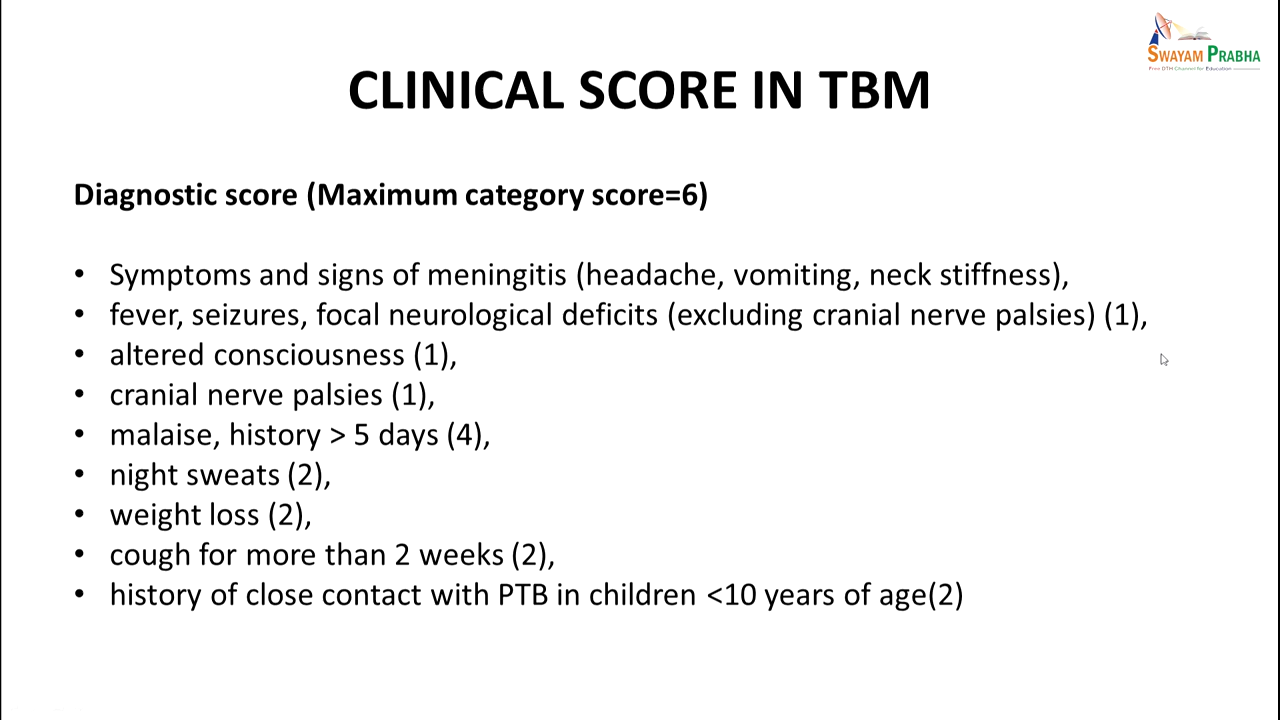 SWAYAM PRABHA
Free DTH Channel for Education
CLINICAL SCORE IN TBM
Diagnostic score (Maximum category score=6)
• Symptoms and signs of meningitis (headache, vomiting, neck stiffness),
• fever, seizures, focal neurological deficits (excluding cranial nerve palsies) (1),
• altered consciousness (1),
• cranial nerve palsies (1),
• malaise, history > 5 days (4),
• night sweats (2),
• weight loss (2),
• cough for more than 2 weeks (2),
• history of close contact with PTB in children <10 years of age(2)